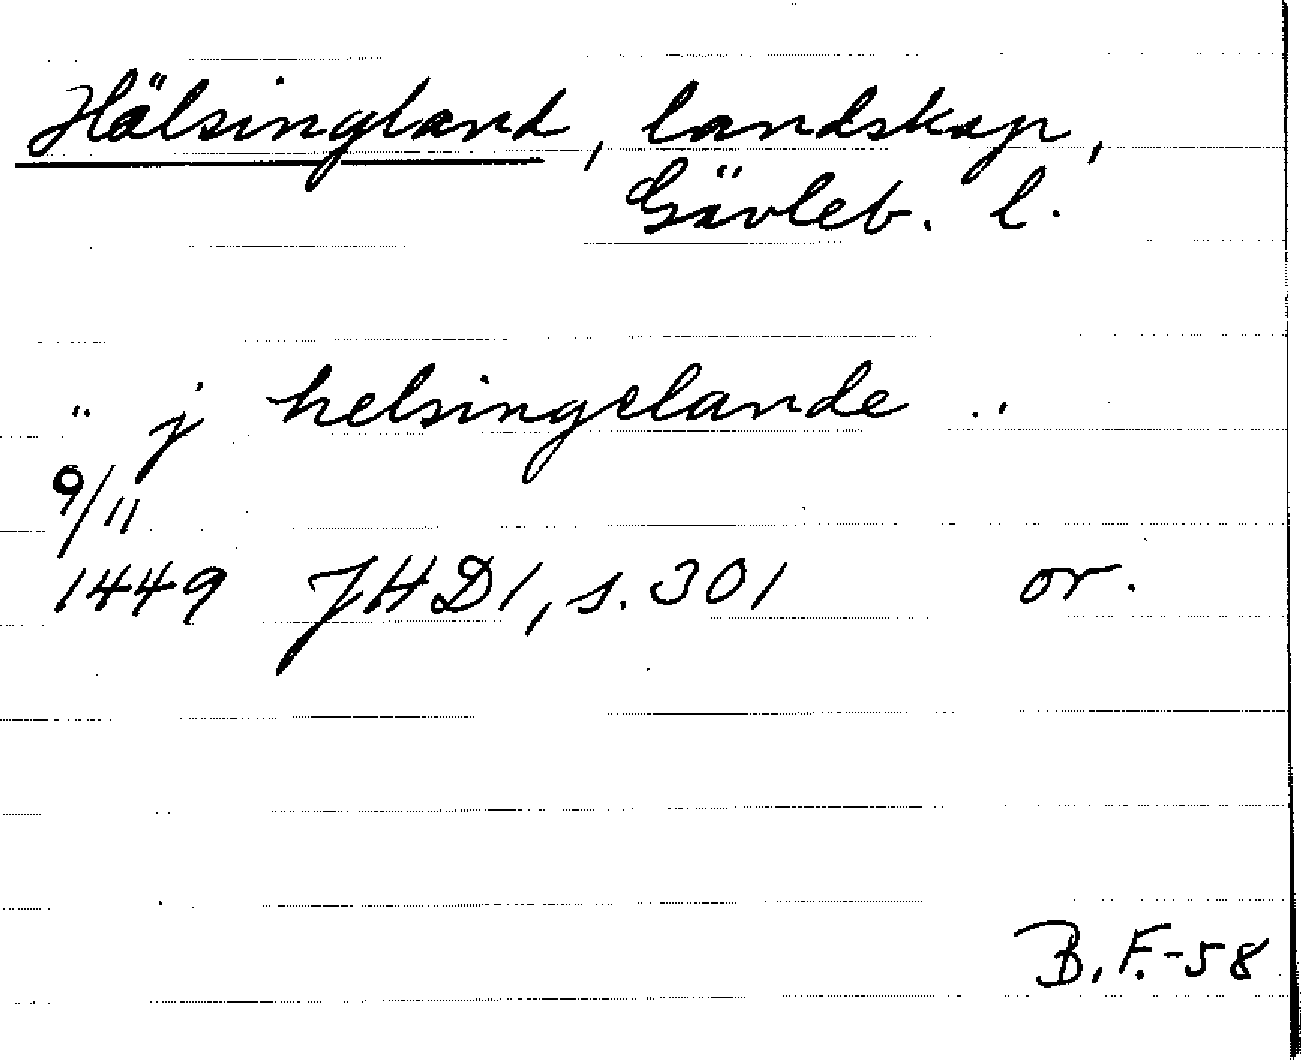 Hälsingland, landskap,
Gävleb. l.
.. j helsingelande ..
9/11
1449 JHD1, s. 301 or.
B.F.-58